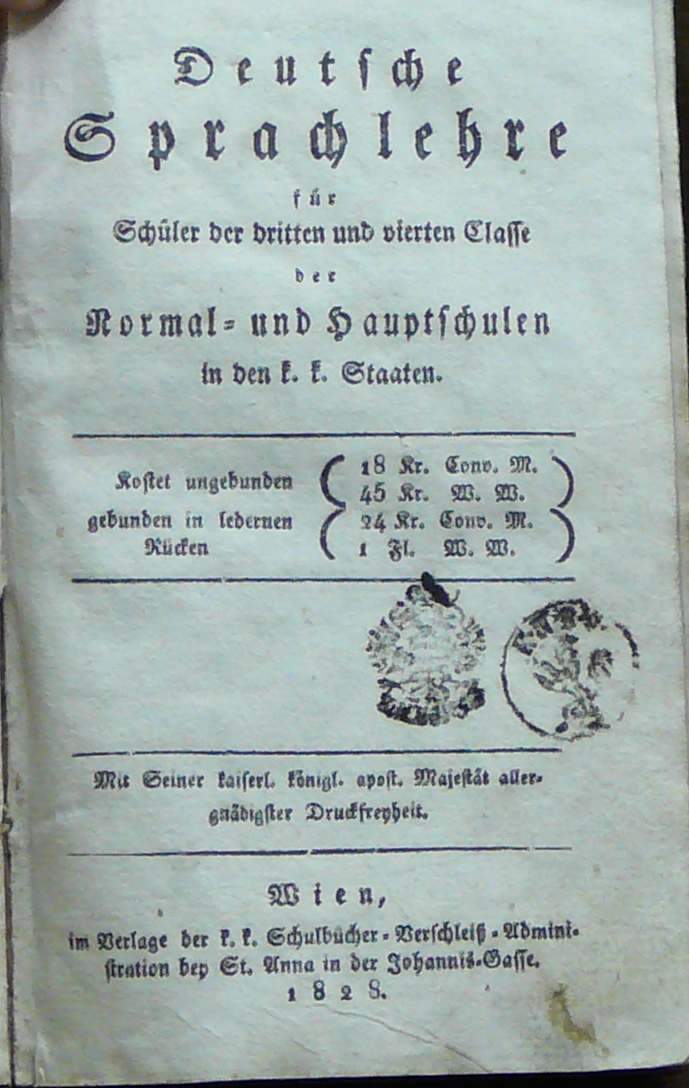 Deutsche
Sprachlehre
für
Schüler der dritten und vierten Classe
der
Normal- und Hauptschulen
in den k. k. Staaten.
Kostet ungebunden
18 Kr. Conv. M.
45 Kr. W. W.
gebunden in ledernen
Rücken
24 Kr. Conv. M.
1 Fl. W. W.
Mit Seiner kaiserl. königl. apost. Majestät aller-
gnädigster Druckfreyheit.
Wien,
im Verlage der k. k. Schulbücher-Verschleiß-Admini-
stration bey St. Anna in der Johannis-Gasse.
1828.